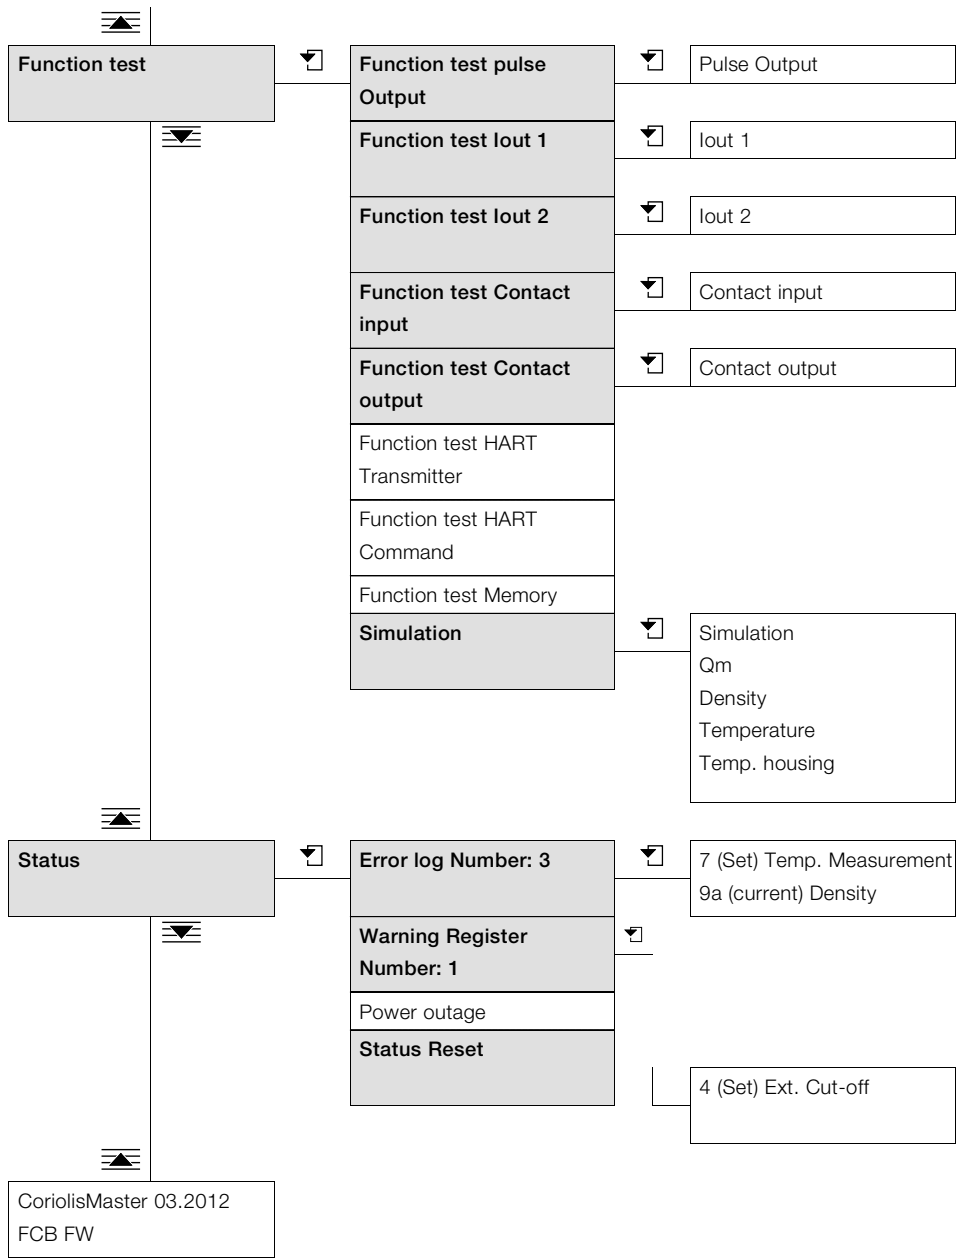 Function test
Function test pulse
Output
Pulse Output
Function test Iout 1
Iout 1
Function test Iout 2
Iout 2
Function test Contact
input
Contact input
Function test Contact
output
Contact output
Function test HART
Transmitter
Function test HART
Command
Function test Memory
Simulation
Simulation
Qm
Density
Temperature
Temp. housing
Status
Error log Number: 3
7 (Set) Temp. Measurement
9a (current) Density
Warning Register
Number: 1
Power outage
Status Reset
4 (Set) Ext. Cut-off
CoriolisMaster 03.2012
FCB FW